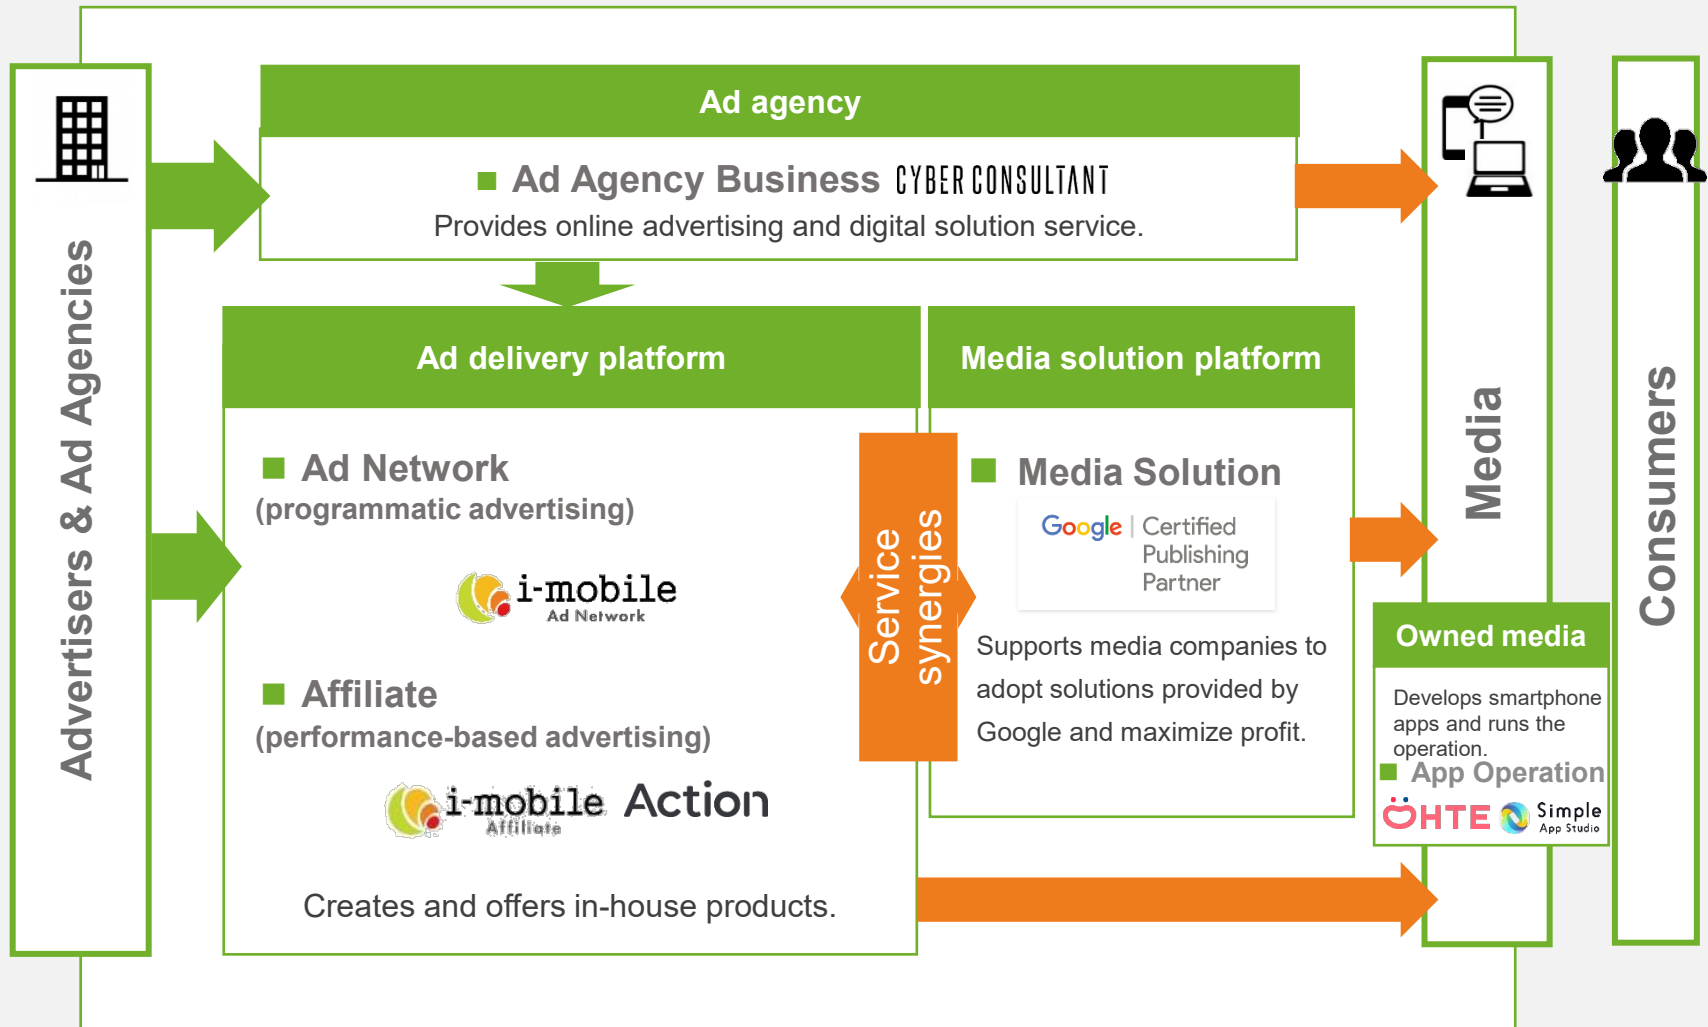 Advertisers & Ad Agencies
Ad agency
■ Ad Agency Business CYBER CONSULTANT
Provides online advertising and digital solution service.
Ad delivery platform
■ Ad Network
(programmatic advertising)
i-mobile
Ad Network
■ Affiliate
(performance-based advertising)
i-mobile Action
Affiliate
Creates and offers in-house products.
Service
synergies
Media solution platform
■ Media Solution
Google | Certified
Publishing
Partner
Supports media companies to
adopt solutions provided by
Google and maximize profit.
Media
Owned media
Develops smartphone
apps and runs the
operation.
■ App Operation
OHTE Simple
App Studio
Consumers